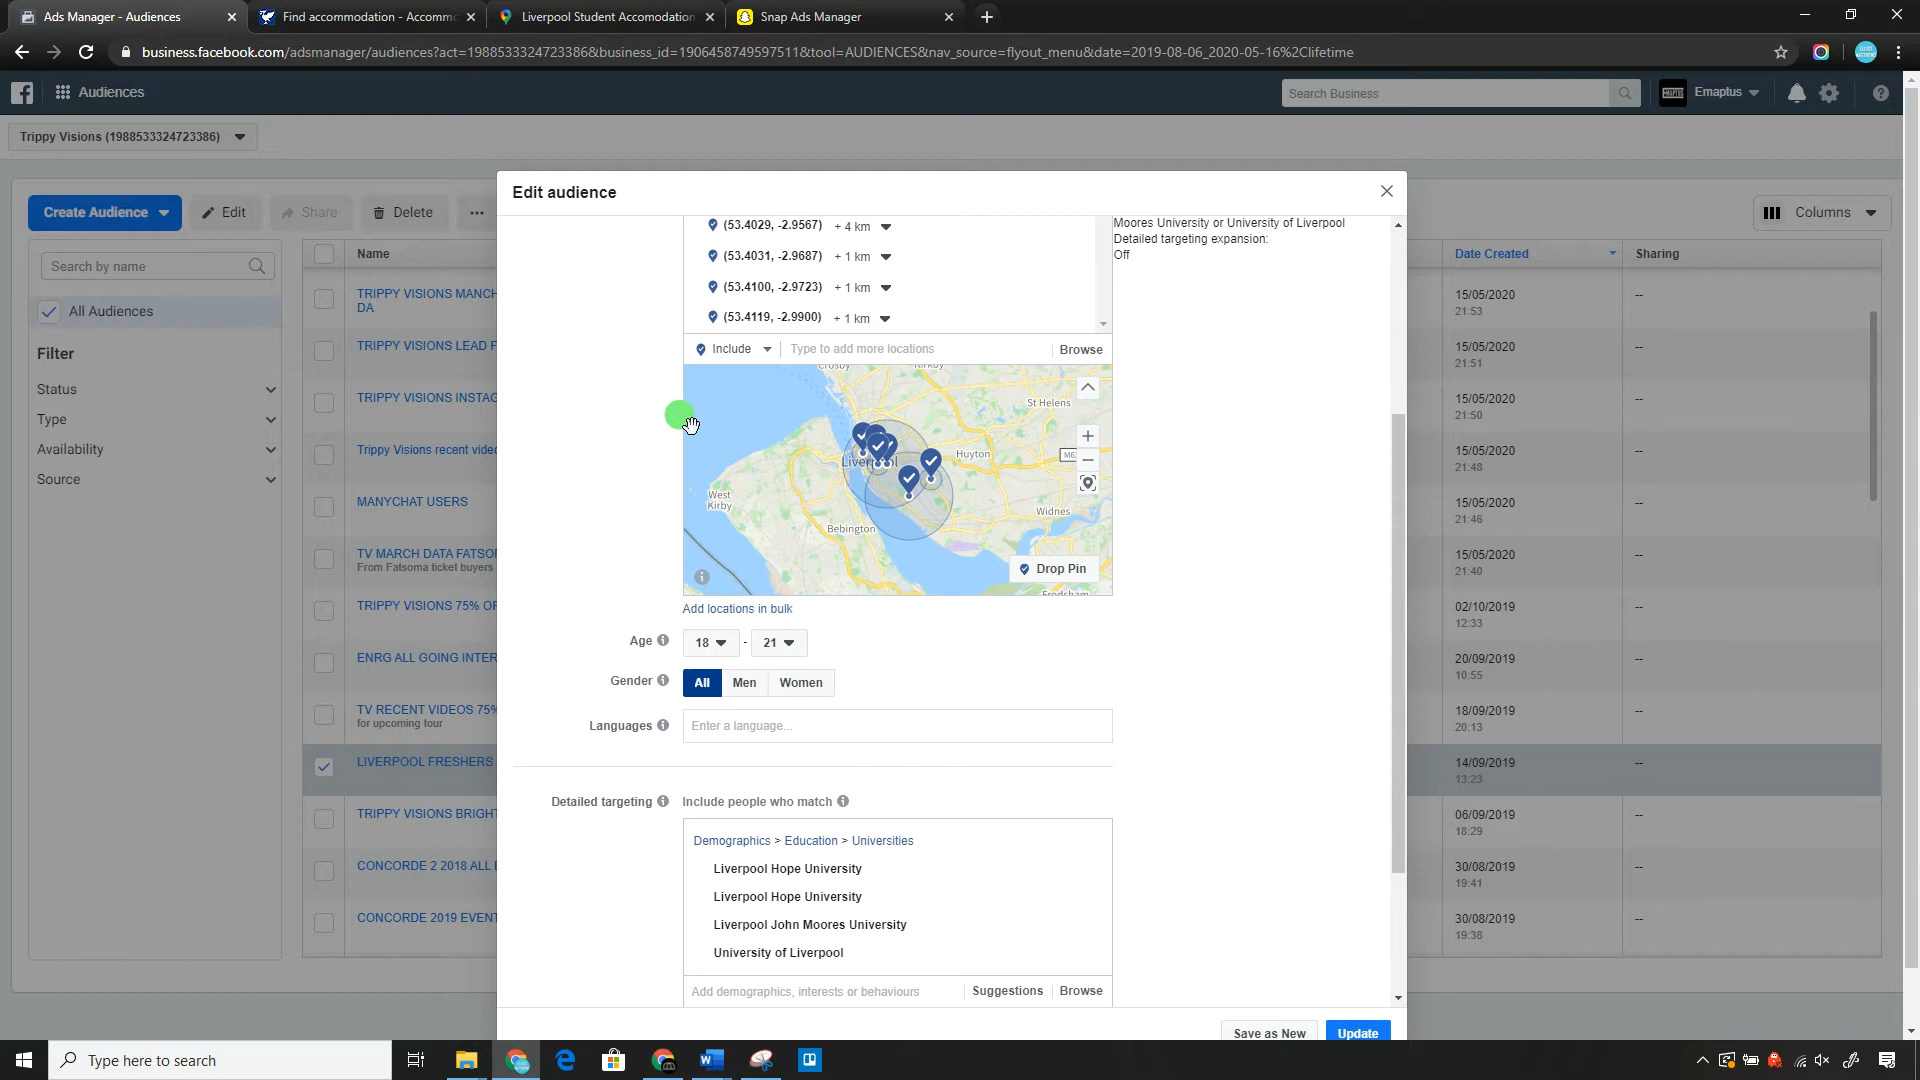 Ads Manager - Audiences
Find accommodation - Accommo
Liverpool Student Accomodation
Snap Ads Manager
business.facebook.com/adsmanager/audiences?act=1988533324723386&business_id=1906458749597511&tool=AUDIENCES&nav_source=flyout_menu&date=2019-08-06_2020-05-16%2Clifetime
Audiences
Search Business
Emaptus
Trippy Visions (1988533324723386)
Create Audience
Edit
Share
Delete
Columns
Search by name
All Audiences
Filter
Status
Type
Availability
Source
Name
Date Created
Sharing
TRIPPY VISIONS MANCH
DA
15/05/2020
21:53
--
TRIPPY VISIONS LEAD F
15/05/2020
21:51
--
TRIPPY VISIONS INSTAG
15/05/2020
21:50
--
Trippy Visions recent vide
15/05/2020
21:48
--
MANYCHAT USERS
15/05/2020
21:46
--
TV MARCH DATA FATSO
From Fatsoma ticket buyers
15/05/2020
21:40
--
TRIPPY VISIONS 75% OF
02/10/2019
12:33
--
ENRG ALL GOING INTER
20/09/2019
10:55
--
TV RECENT VIDEOS 75%
for upcoming tour
18/09/2019
20:13
--
LIVERPOOL FRESHERS
14/09/2019
13:23
--
TRIPPY VISIONS BRIGHT
06/09/2019
18:29
--
CONCORDE 2 2018 ALL
30/08/2019
19:41
--
CONCORDE 2019 EVENT
30/08/2019
19:38
--
Edit audience
(53.4029, -2.9567) + 4 km
(53.4031, -2.9687) + 1 km
(53.4100, -2.9723) + 1 km
(53.4119, -2.9900) + 1 km
Moores University or University of Liverpool
Detailed targeting expansion:
Off
Include
Type to add more locations
Browse
Crosby
Kirkby
St Helens
Liverpool
Huyton
M62
West
Kirby
Widnes
Bebington
Frodsham
Drop Pin
Add locations in bulk
Age
18 - 21
Gender
All
Men
Women
Languages
Enter a language...
Detailed targeting
Include people who match
Demographics > Education > Universities
Liverpool Hope University
Liverpool Hope University
Liverpool John Moores University
University of Liverpool
Add demographics, interests or behaviours
Suggestions
Browse
Save as New
Update
Type here to search